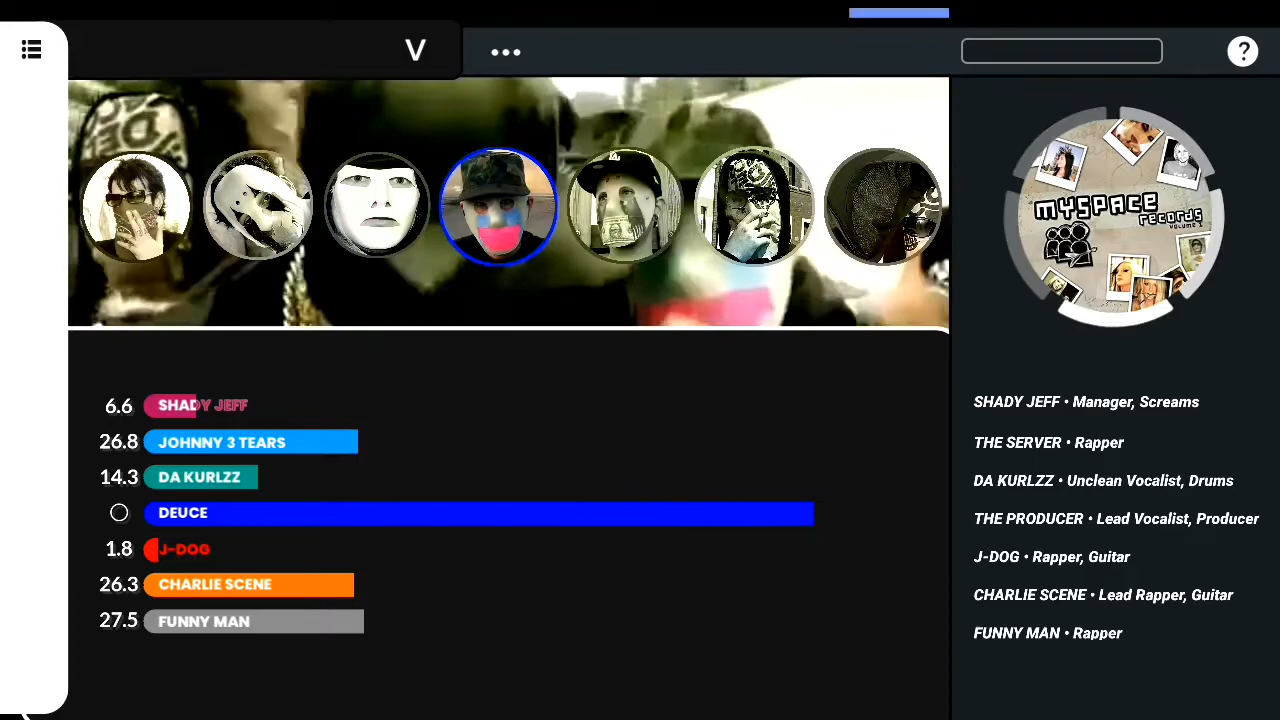 V
•••
?
myspace
records
VOLUME 1
6.6 SHADY JEFF
26.8 JOHNNY 3 TEARS
14.3 DA KURLZZ
DEUCE
1.8 J-DOG
26.3 CHARLIE SCENE
27.5 FUNNY MAN
SHADY JEFF • Manager, Screams
THE SERVER • Rapper
DA KURLZZ • Unclean Vocalist, Drums
THE PRODUCER • Lead Vocalist, Producer
J-DOG • Rapper, Guitar
CHARLIE SCENE • Lead Rapper, Guitar
FUNNY MAN • Rapper